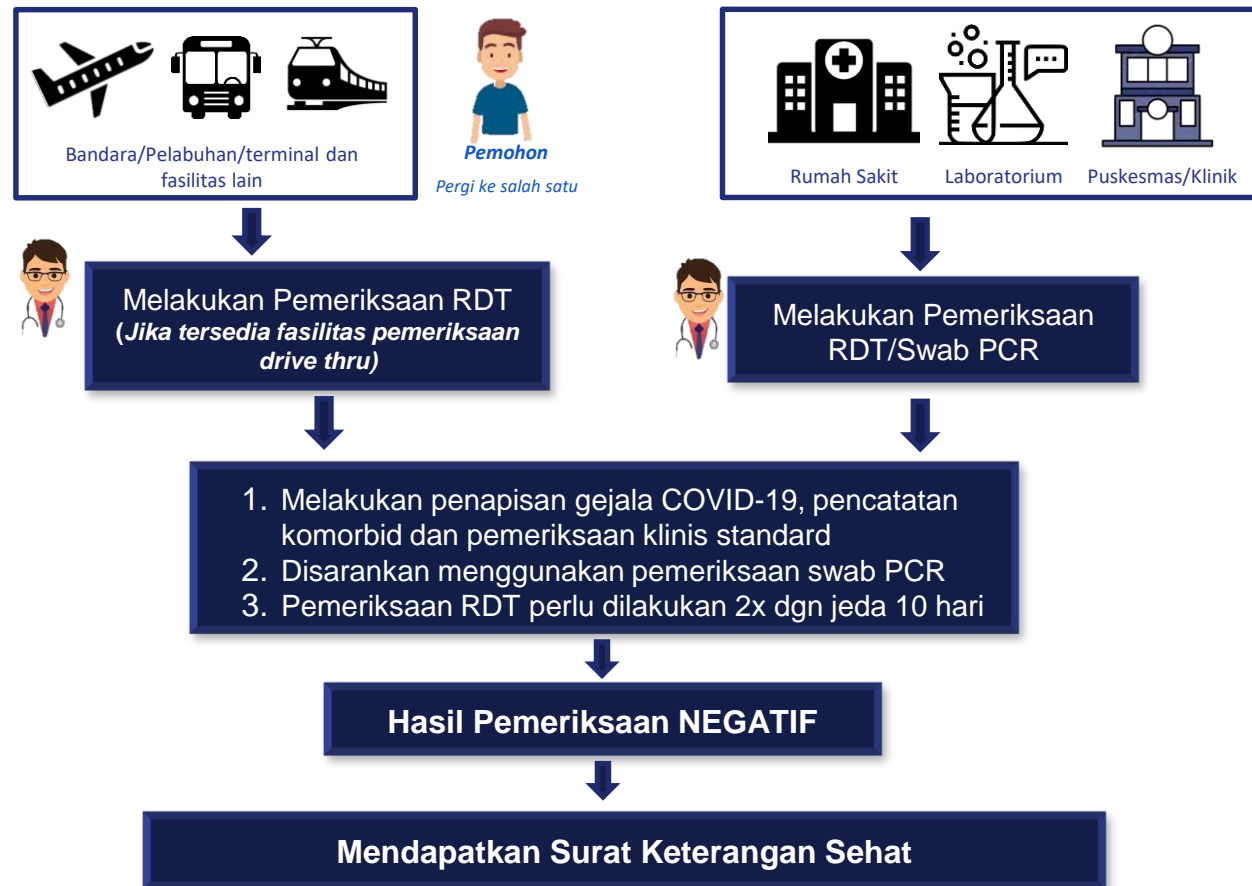 Bandara/Pelabuhan/terminal dan
fasilitas lain
Pemohon
Pergi ke salah satu
Rumah Sakit
Laboratorium
Puskesmas/Klinik
Melakukan Pemeriksaan RDT
(Jika tersedia fasilitas pemeriksaan
drive thru)
Melakukan Pemeriksaan
RDT/Swab PCR
1. Melakukan penapisan gejala COVID-19, pencatatan
komorbid dan pemeriksaan klinis standard
2. Disarankan menggunakan pemeriksaan swab PCR
3. Pemeriksaan RDT perlu dilakukan 2x dgn jeda 10 hari
Hasil Pemeriksaan NEGATIF
Mendapatkan Surat Keterangan Sehat